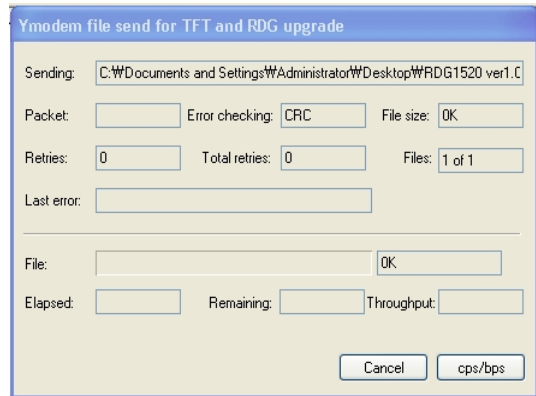 Ymodem file send for TFT and RDG upgrade
Sending: C:₩Documents and Settings₩Administrator₩Desktop₩RDG1520 ver1.0
Packet: Error checking: CRC File size: 0K
Retries: 0 Total retries: 0 Files: 1 of 1
Last error:
File: 0K
Elapsed: Remaining: Throughput:
Cancel cps/bps